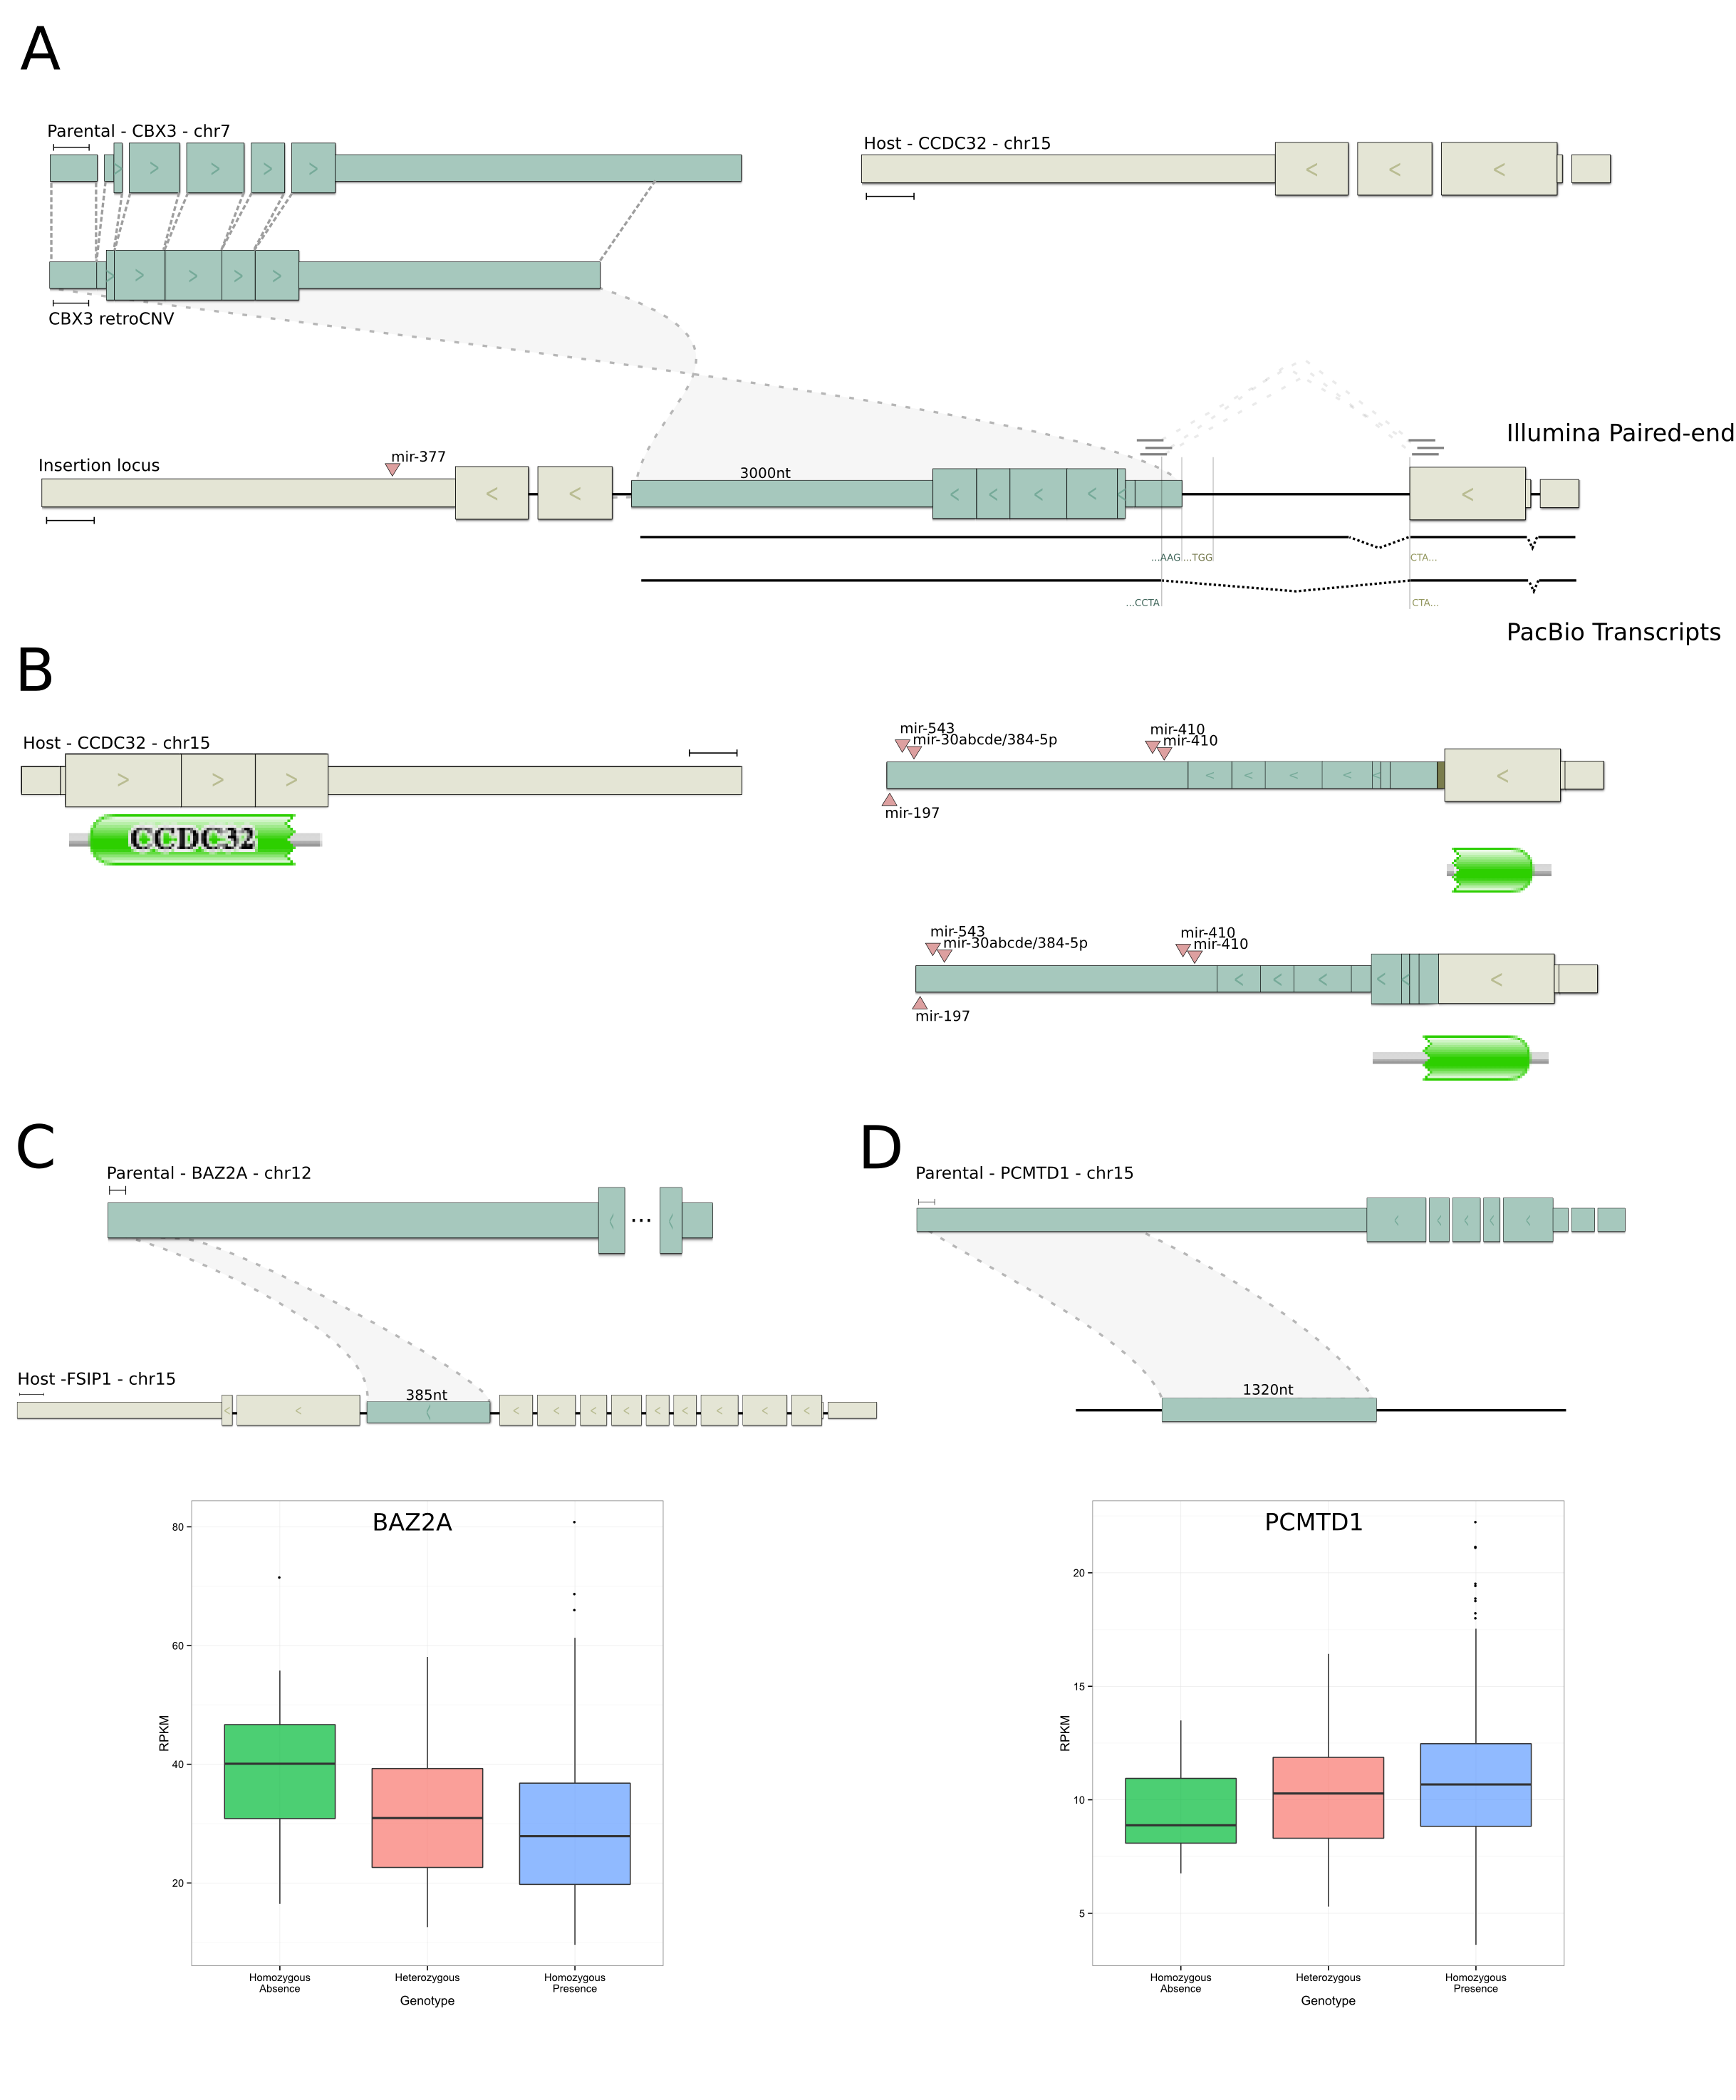 A
Parental - CBX3 - chr7
Host - CCDC32 - chr15
CBX3 retroCNV
Illumina Paired-end
Insertion locus
mir-377
3000nt
...AAG
...TGG
CTA...
...CCTA
CTA...
PacBio Transcripts
B
Host - CCDC32 - chr15
CCDC32
mir-543
mir-30abcde/384-5p
mir-410
mir-410
mir-197
mir-543
mir-30abcde/384-5p
mir-410
mir-410
mir-197
C
Parental - BAZ2A - chr12
...
Host -FSIP1 - chr15
385nt
D
Parental - PCMTD1 - chr15
1320nt
BAZ2A
80
60
40
20
RPKM
Homozygous
Absence
Heterozygous
Homozygous
Presence
Genotype
PCMTD1
20
15
10
5
RPKM
Homozygous
Absence
Heterozygous
Homozygous
Presence
Genotype